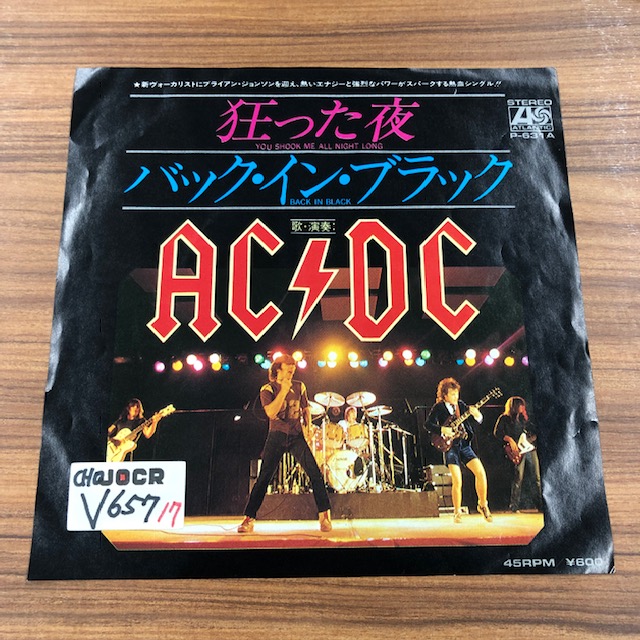 ★新ヴォーカリストにブライアン・ジョンソンを迎え、熱いエナジーと強烈なパワーがスパークする熱血シングル!!
狂った夜
YOU SHOOK ME ALL NIGHT LONG
STEREO
ATLANTIC
P-631A
バック・イン・ブラック
BACK IN BLACK
歌・演奏:
AC DC
JOCR
V657 17
45RPM ¥600